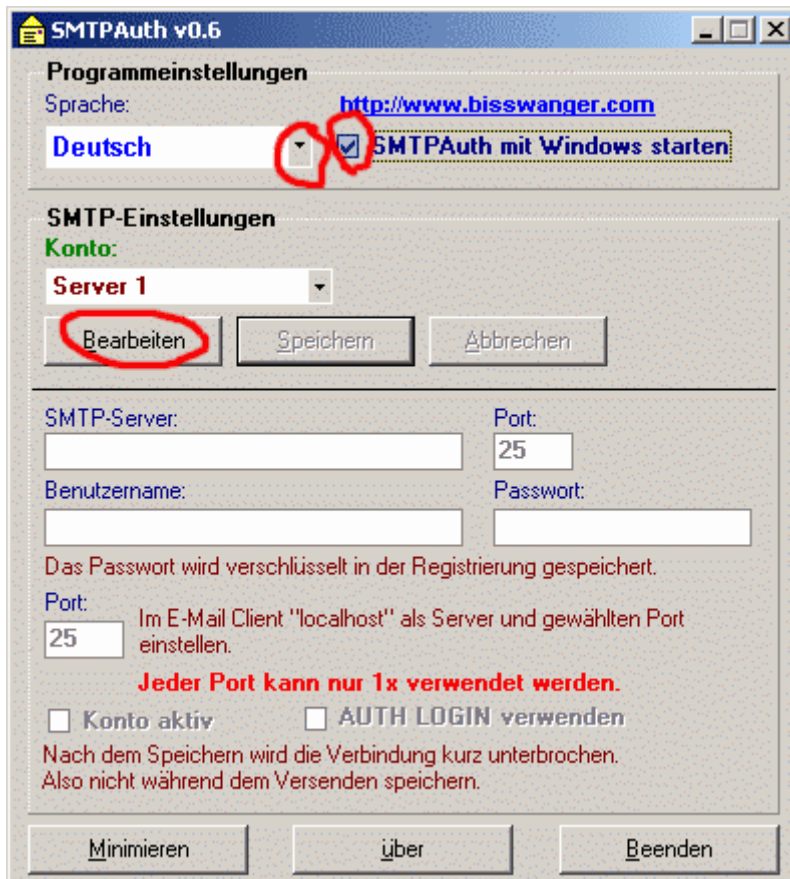 SMTPAuth v0.6
Programmeinstellungen
Sprache:
http://www.bisswanger.com
Deutsch
SMTPAuth mit Windows starten
SMTP-Einstellungen
Konto:
Server 1
Bearbeiten Speichern Abbrechen
SMTP-Server: Port:
25
Benutzername: Passwort:
Das Passwort wird verschlüsselt in der Registrierung gespeichert.
Port:
25
Im E-Mail Client "localhost" als Server und gewählten Port
einstellen.
Jeder Port kann nur 1x verwendet werden.
Konto aktiv AUTH LOGIN verwenden
Nach dem Speichern wird die Verbindung kurz unterbrochen.
Also nicht während dem Versenden speichern.
Minimieren über Beenden